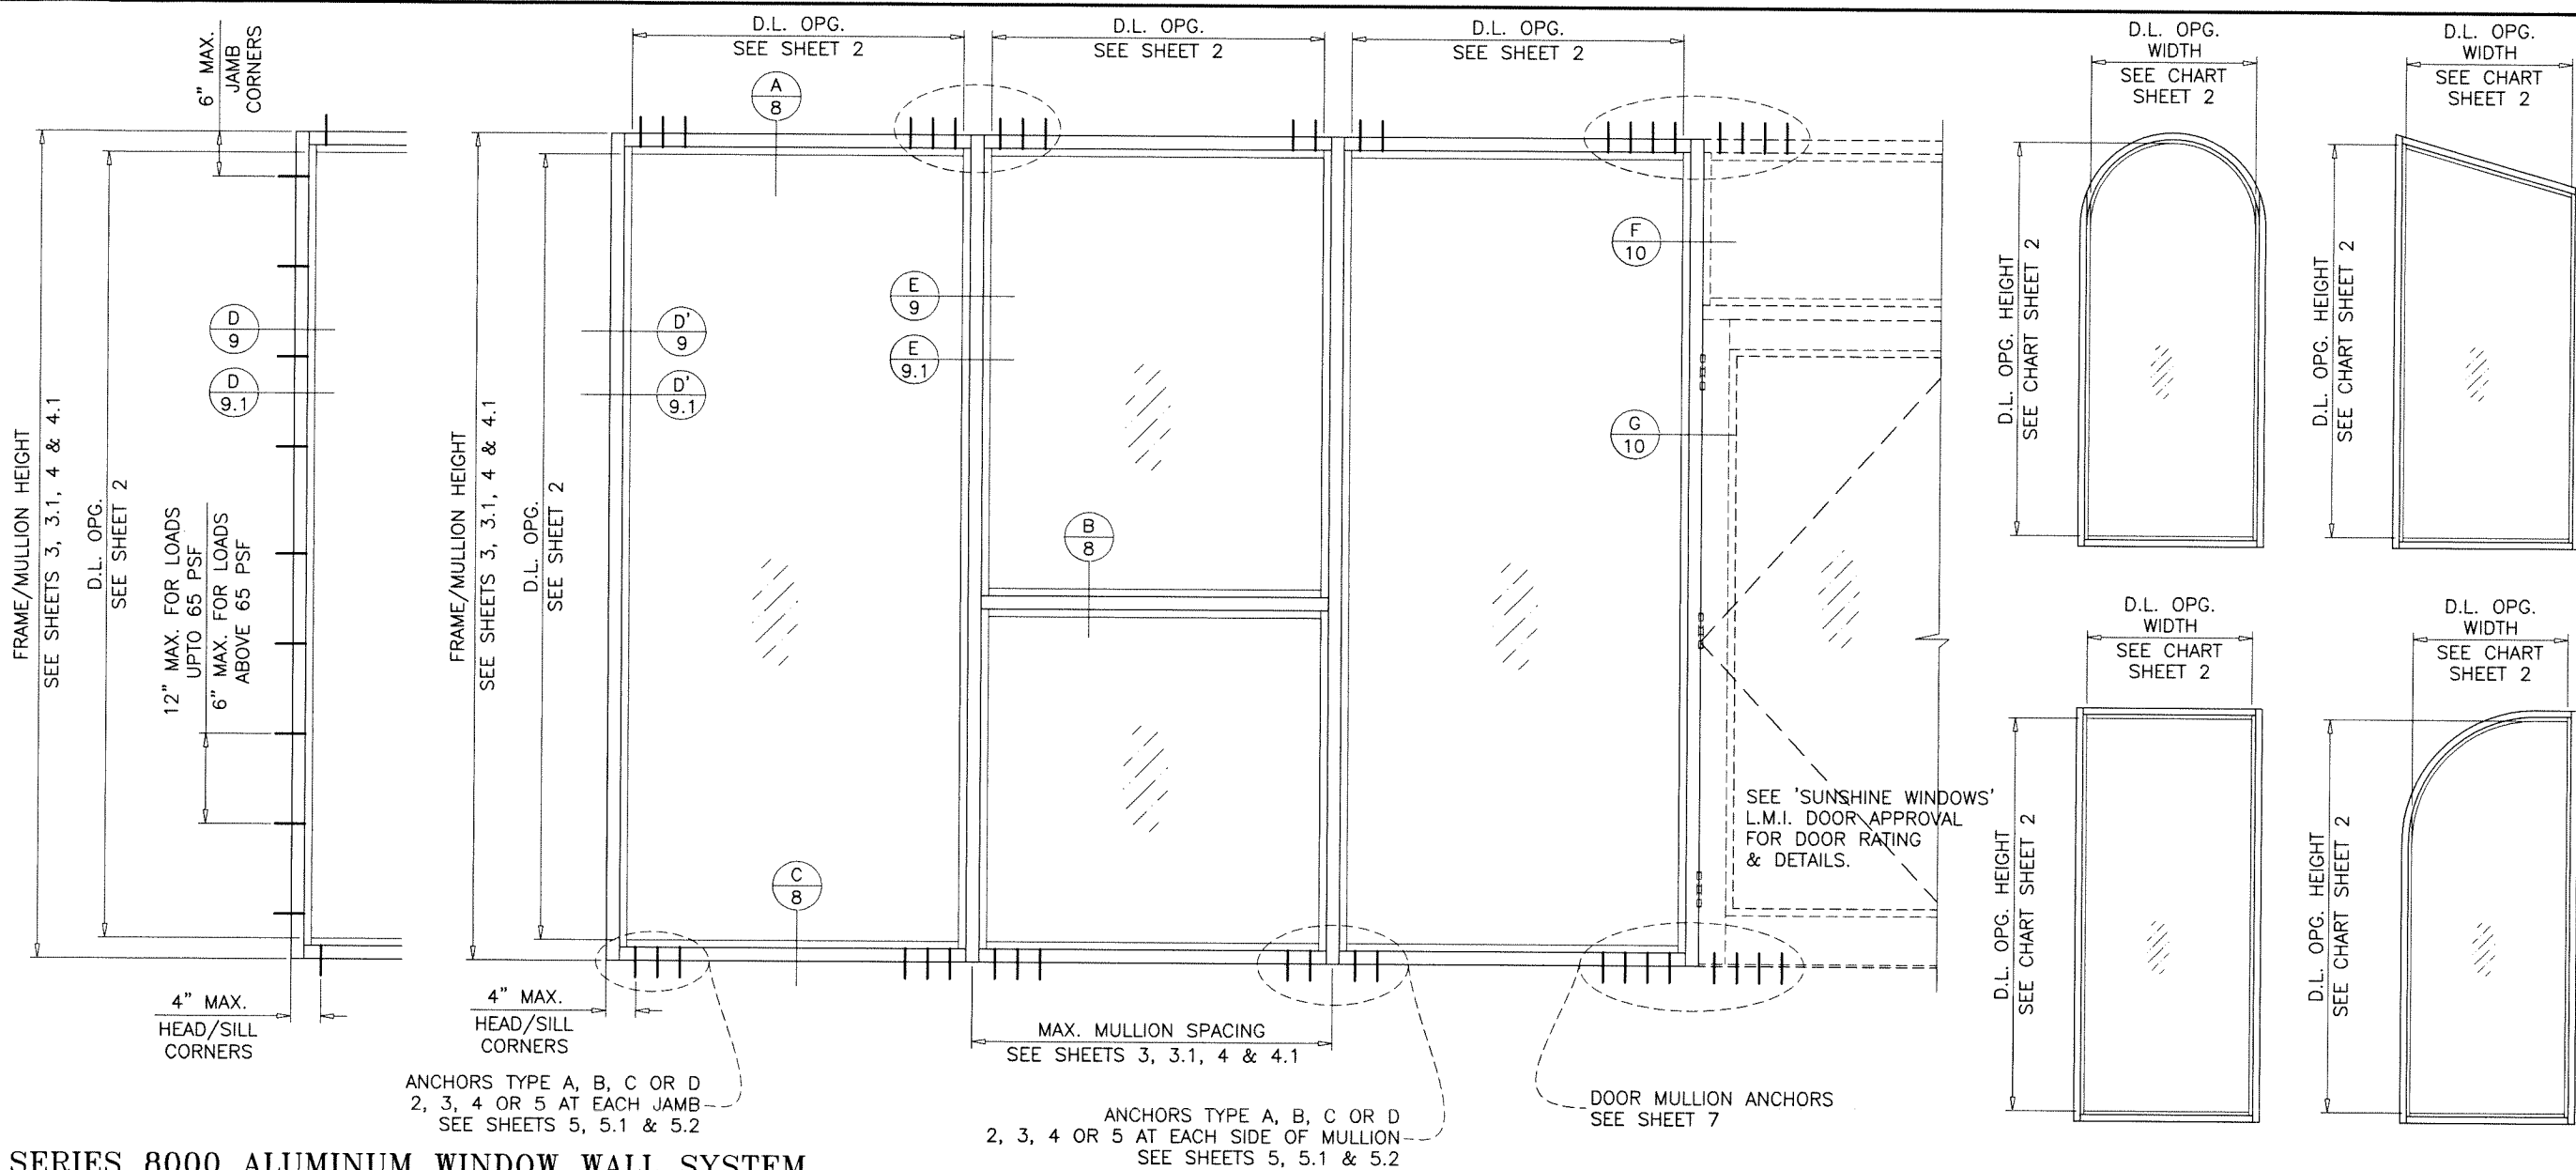 6" MAX.
JAMB
CORNERS
FRAME/MULLION HEIGHT
SEE SHEETS 3, 3.1, 4 & 4.1
D.L. OPG.
SEE SHEET 2
12" MAX. FOR LOADS
UPTO 65 PSF
6" MAX. FOR LOADS
ABOVE 65 PSF
D
9
D
9.1
4" MAX.
HEAD/SILL
CORNERS
D.L. OPG.
SEE SHEET 2
D.L. OPG.
SEE SHEET 2
D.L. OPG.
SEE SHEET 2
A
8
FRAME/MULLION HEIGHT
SEE SHEETS 3, 3.1, 4 & 4.1
D.L. OPG.
SEE SHEET 2
D'
9
D'
9.1
E
9
E
9.1
B
8
C
8
F
10
G
10
SEE 'SUNSHINE WINDOWS'
L.M.I. DOOR APPROVAL
FOR DOOR RATING
& DETAILS.
4" MAX.
HEAD/SILL
CORNERS
MAX. MULLION SPACING
SEE SHEETS 3, 3.1, 4 & 4.1
ANCHORS TYPE A, B, C OR D
2, 3, 4 OR 5 AT EACH JAMB
SEE SHEETS 5, 5.1 & 5.2
ANCHORS TYPE A, B, C OR D
2, 3, 4 OR 5 AT EACH SIDE OF MULLION
SEE SHEETS 5, 5.1 & 5.2
DOOR MULLION ANCHORS
SEE SHEET 7
D.L. OPG.
WIDTH
SEE CHART
SHEET 2
D.L. OPG. HEIGHT
SEE CHART SHEET 2
D.L. OPG.
WIDTH
SEE CHART
SHEET 2
D.L. OPG. HEIGHT
SEE CHART SHEET 2
D.L. OPG.
WIDTH
SEE CHART
SHEET 2
D.L. OPG. HEIGHT
SEE CHART SHEET 2
D.L. OPG.
WIDTH
SEE CHART
SHEET 2
D.L. OPG. HEIGHT
SEE CHART SHEET 2
SERIES 8000 ALUMINUM WINDOW WALL SYSTEM